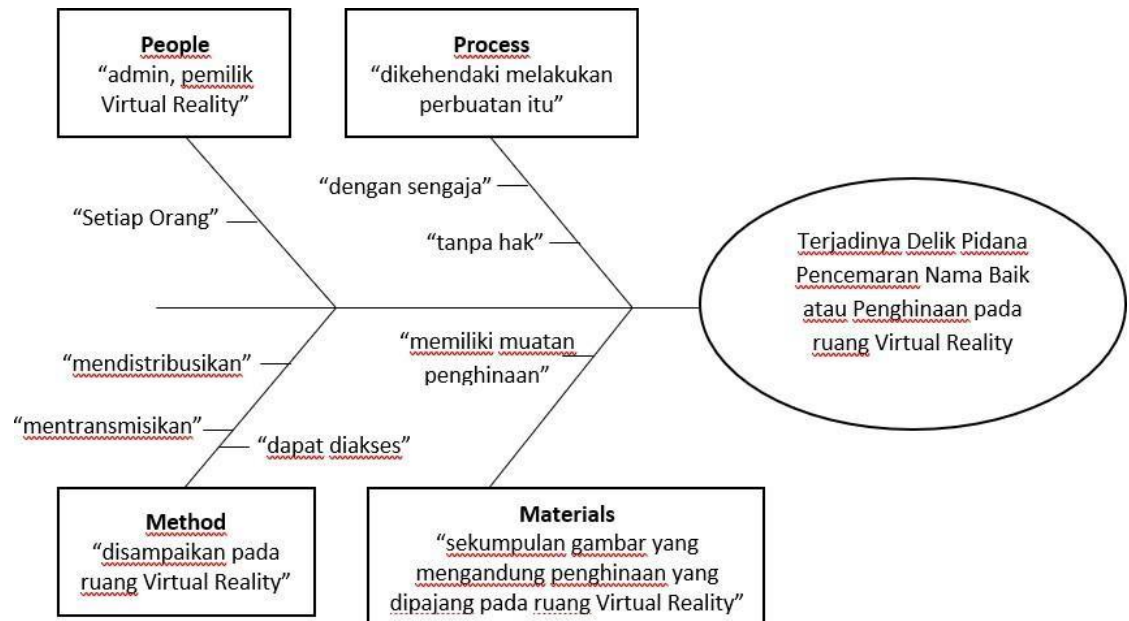 People
“admin, pemilik
Virtual Reality”
Process
“dikehendaki melakukan
perbuatan itu”
“Setiap Orang”
“dengan sengaja”
“tanpa hak”
Terjadinya Delik Pidana
Pencemaran Nama Baik
atau Penghinaan pada
ruang Virtual Reality
“mendistribusikan”
“mentransmisikan”
“dapat diakses”
“memiliki muatan
penghinaan”
Method
“disampaikan pada
ruang Virtual Reality”
Materials
“sekumpulan gambar yang
mengandung penghinaan yang
dipajang pada ruang Virtual Reality”